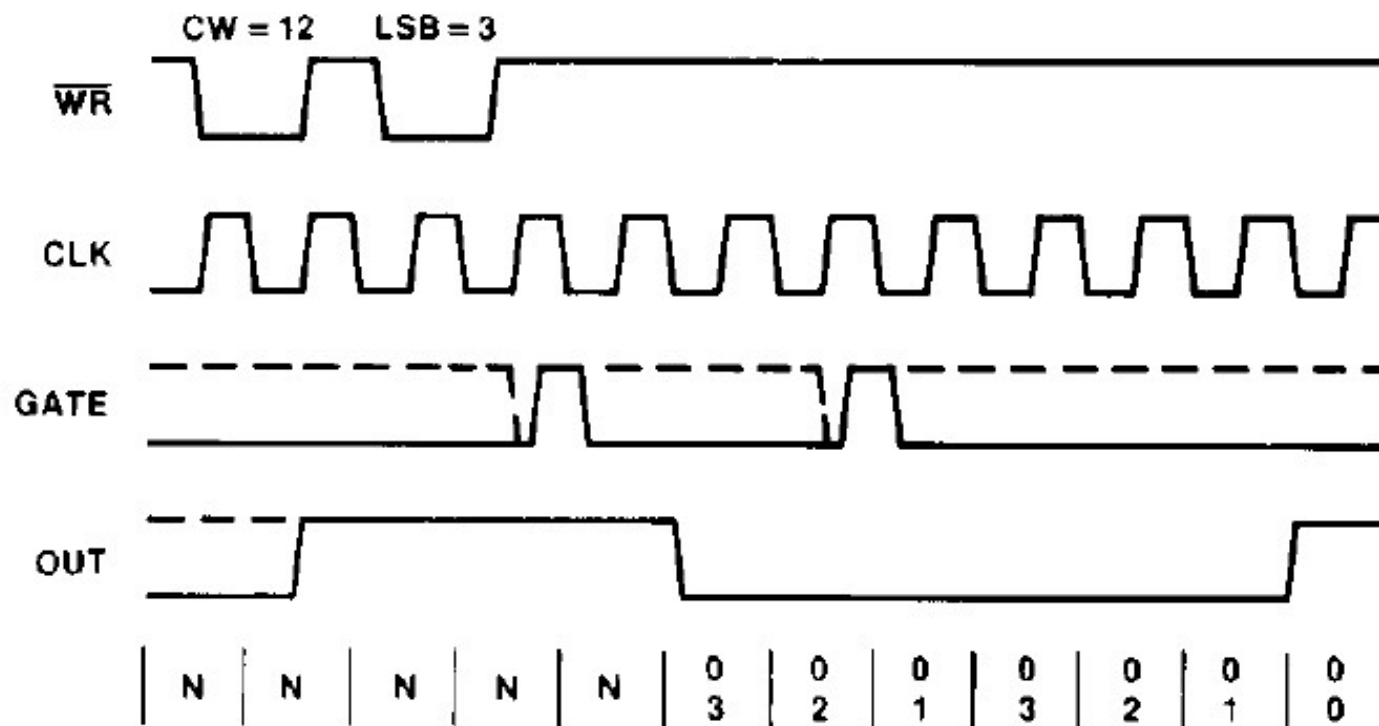 CW = 12 LSB = 3
WR
CLK
GATE
OUT
N N N N N 0 0 0 0 0 0 0
3 2 1 3 2 1 0